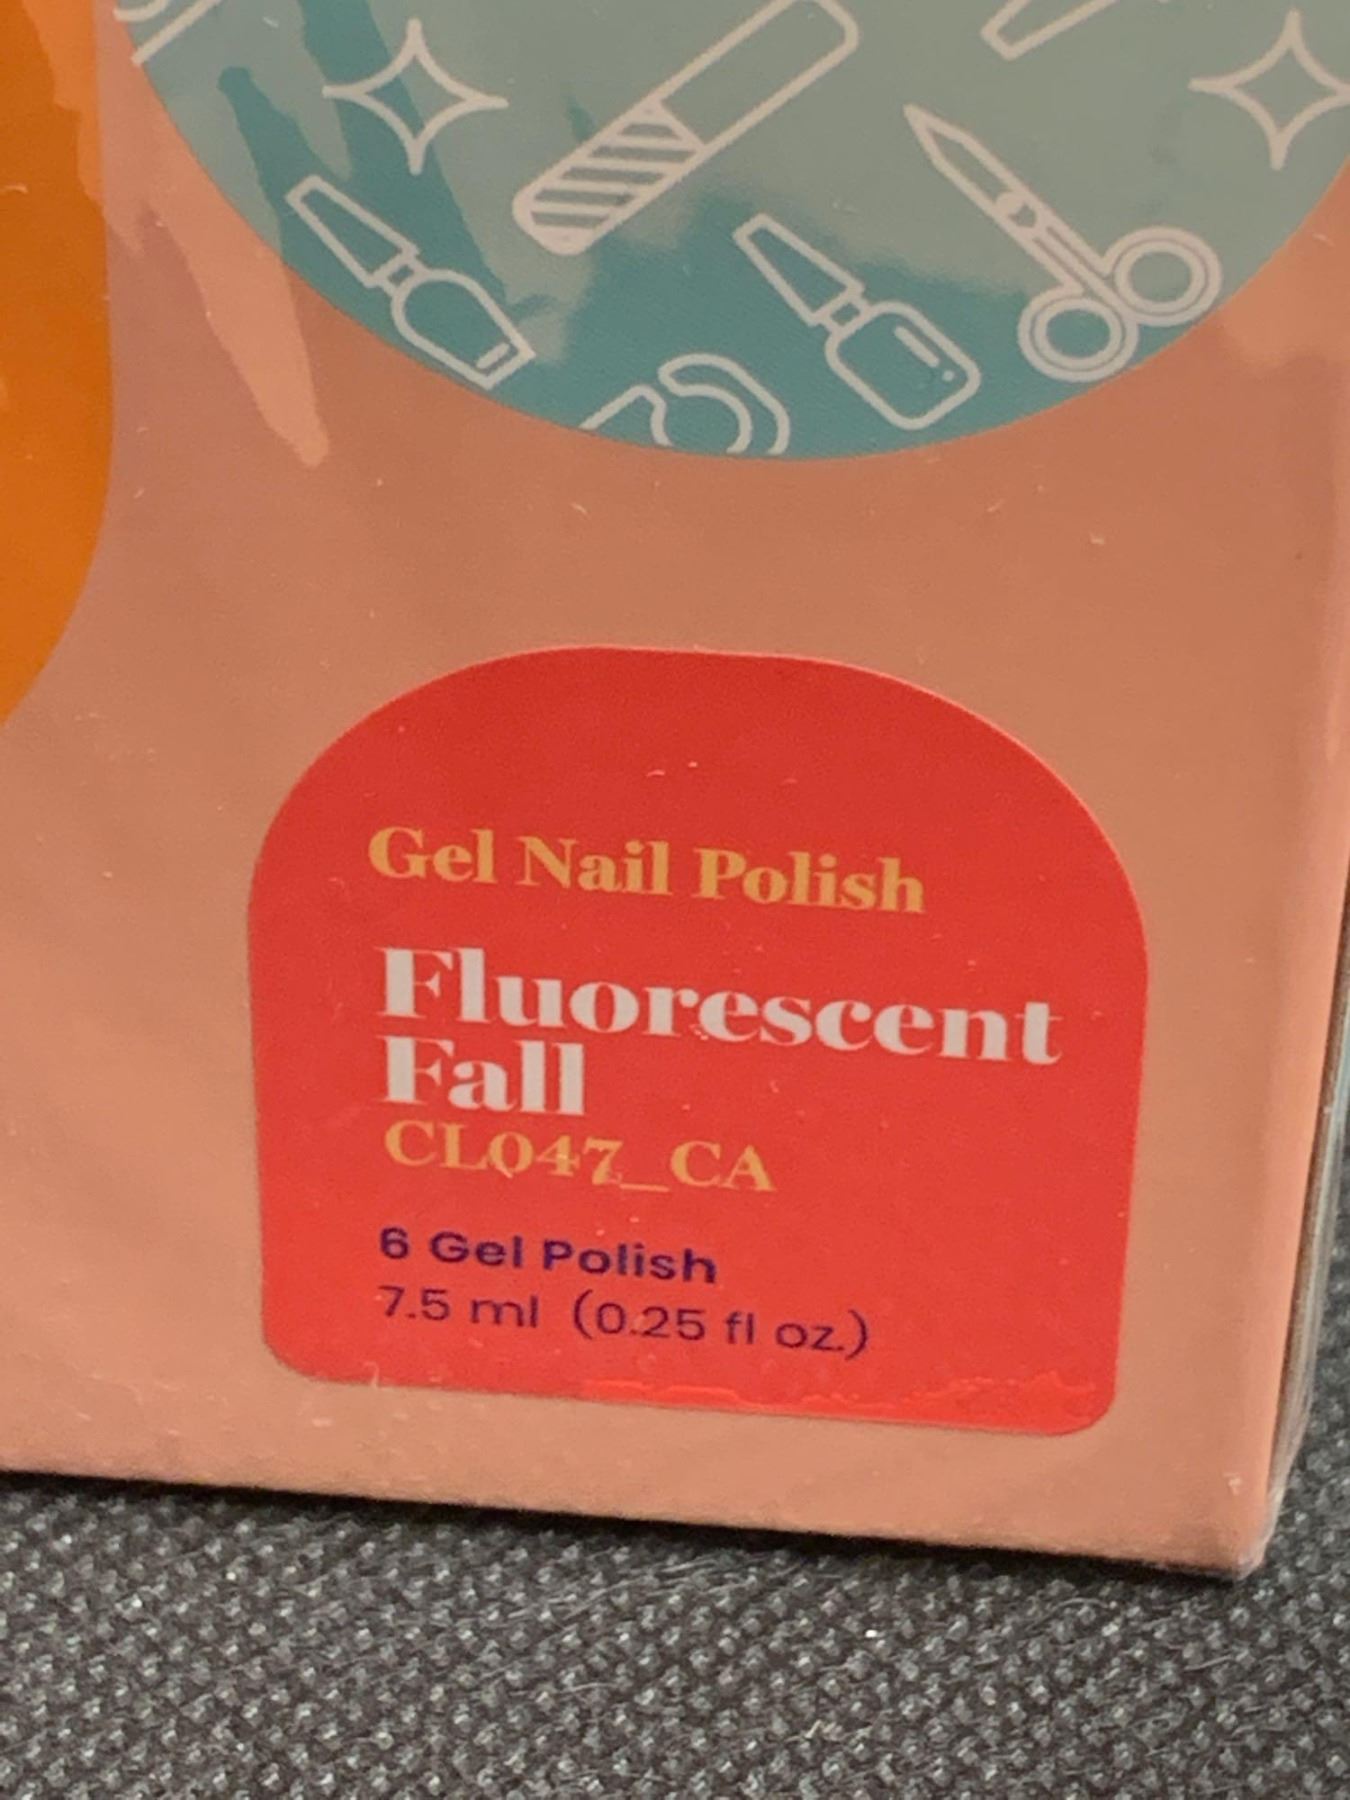 Gel Nail Polish
Fluorescent
Fall
CL047_CA
6 Gel Polish
7.5 ml (0.25 fl oz.)